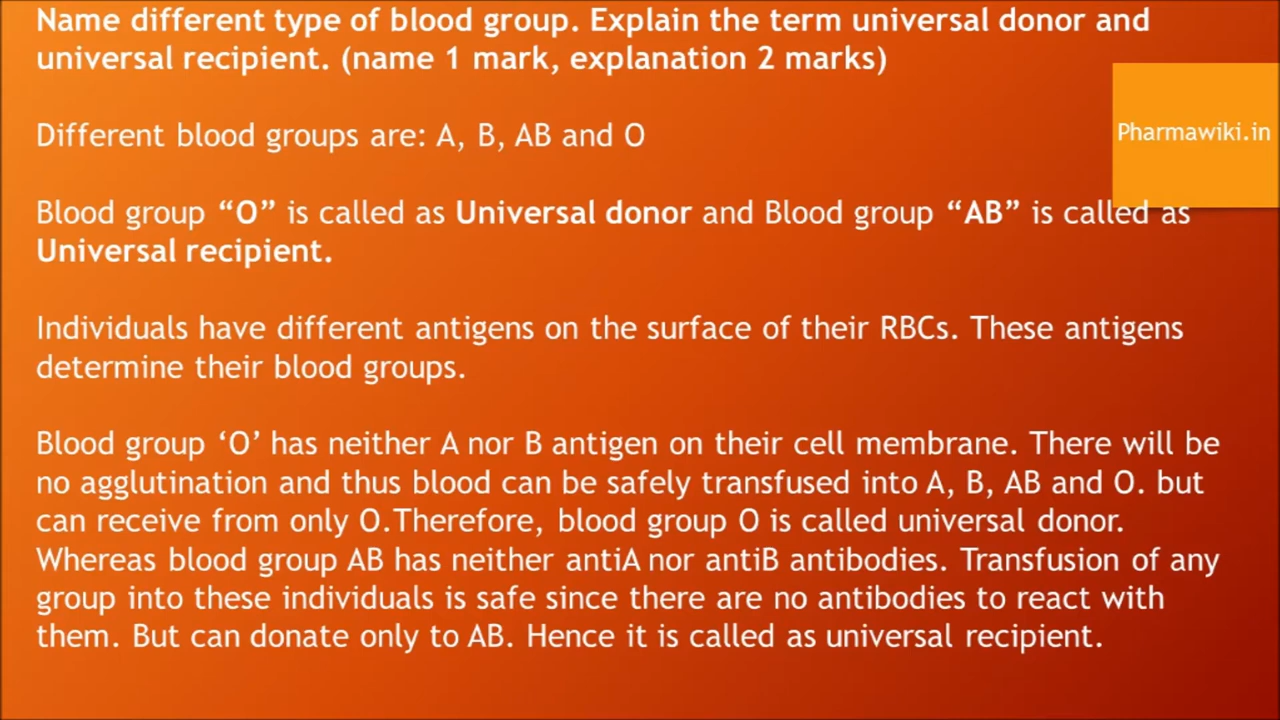 Name different type of blood group. Explain the term universal donor and
universal recipient. (name 1 mark, explanation 2 marks)
Pharmawiki.in
Different blood groups are: A, B, AB and O
Blood group “O” is called as Universal donor and Blood group “AB” is called as
Universal recipient.
Individuals have different antigens on the surface of their RBCs. These antigens
determine their blood groups.
Blood group ‘O’ has neither A nor B antigen on their cell membrane. There will be
no agglutination and thus blood can be safely transfused into A, B, AB and O. but
can receive from only O.Therefore, blood group O is called universal donor.
Whereas blood group AB has neither antiA nor antiB antibodies. Transfusion of any
group into these individuals is safe since there are no antibodies to react with
them. But can donate only to AB. Hence it is called as universal recipient.